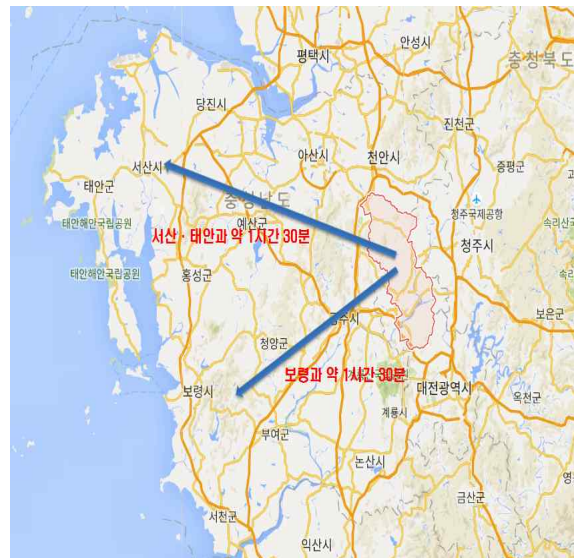 안성시
평택시
충청북도
당진시
진천군
아산시
천안시
증평군
서산시
태안군
충청남도
청주국제공항
예산군
태안해안국립공원
서산·태안과 약 1시간 30분
청주시
속리산
태안해안국립공원
홍성군
보은군
공주시
청양군
보령과 약 1시간 30분
보령시
대전광역시
옥천군
계룡시
부여군
논산시
금산군
서천군
익산시